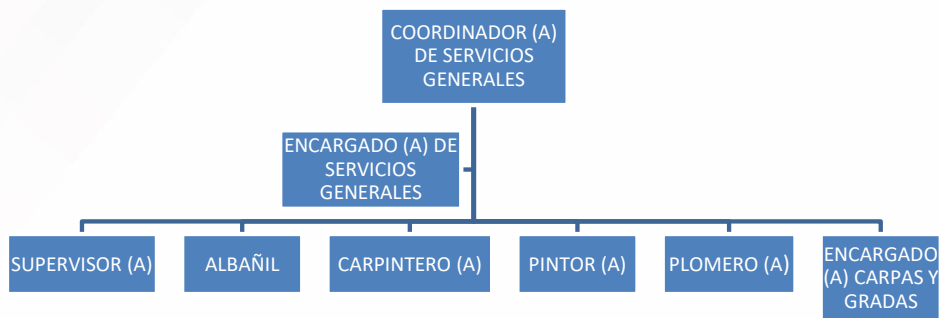 COORDINADOR (A)
DE SERVICIOS
GENERALES
ENCARGADO (A) DE
SERVICIOS
GENERALES
SUPERVISOR (A)
ALBAÑIL
CARPINTERO (A)
PINTOR (A)
PLOMERO (A)
ENCARGADO
(A) CARPAS Y
GRADAS